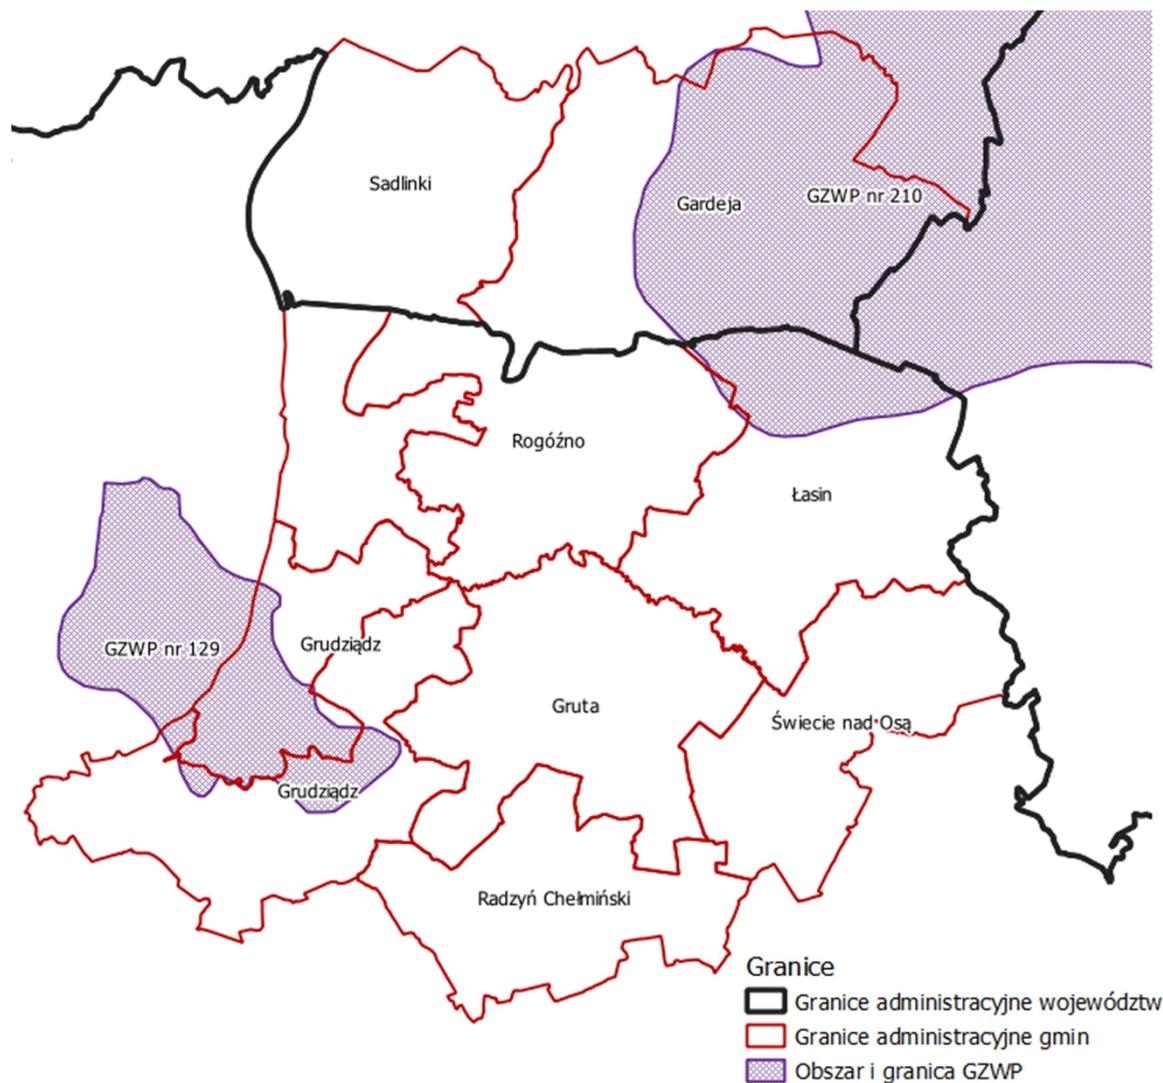 Sadlinki
Gardeja
GZWP nr 210
Rogóźno
Łasin
GZWP nr 129
Grudziądz
Gruta
Świecie nad Osą
Grudziądz
Radzyń Chełmiński
Granice
Granice administracyjne województw
Granice administracyjne gmin
Obszar i granica GZWP